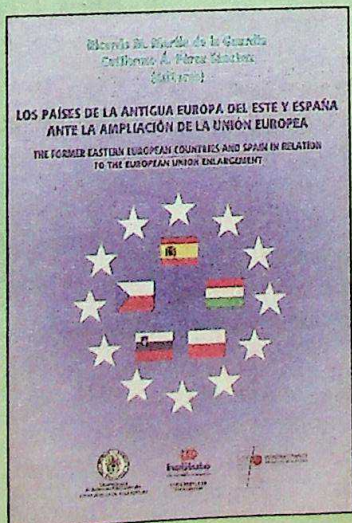 Ricardo M. Martín de la Guardia
Guillermo Á. Pérez Sánchez
(Editores)
LOS PAÍSES DE LA ANTIGUA EUROPA DEL ESTE Y ESPAÑA
ANTE LA AMPLIACIÓN DE LA UNIÓN EUROPEA
THE FORMER EASTERN EUROPEAN COUNTRIES AND SPAIN IN RELATION
TO THE EUROPEAN UNION ENLARGEMENT
Instituto